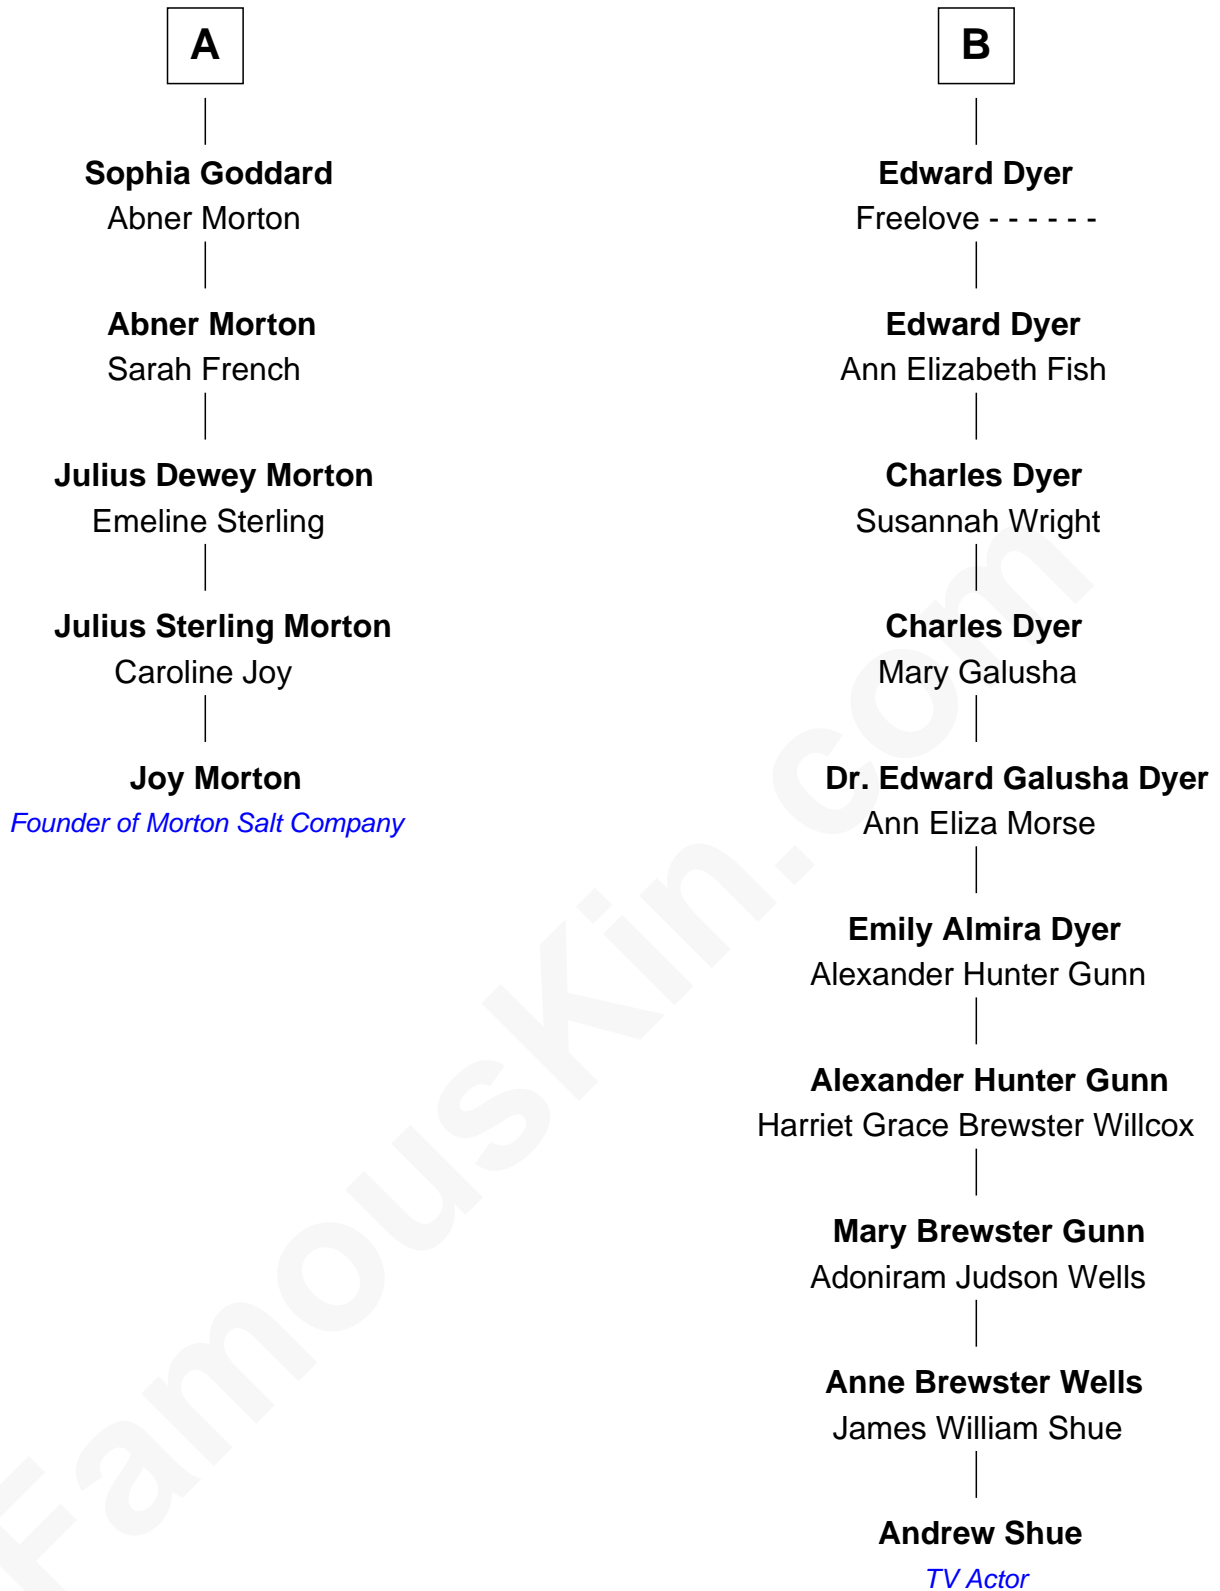 A
Sophia Goddard
Abner Morton
Abner Morton
Sarah French
Julius Dewey Morton
Emeline Sterling
Julius Sterling Morton
Caroline Joy
Joy Morton
Founder of Morton Salt Company
B
Edward Dyer
Freelove - - - - - -
Edward Dyer
Ann Elizabeth Fish
Charles Dyer
Susannah Wright
Charles Dyer
Mary Galusha
Dr. Edward Galusha Dyer
Ann Eliza Morse
Emily Almira Dyer
Alexander Hunter Gunn
Alexander Hunter Gunn
Harriet Grace Brewster Willcox
Mary Brewster Gunn
Adoniram Judson Wells
Anne Brewster Wells
James William Shue
Andrew Shue
TV Actor
FamousKin.com